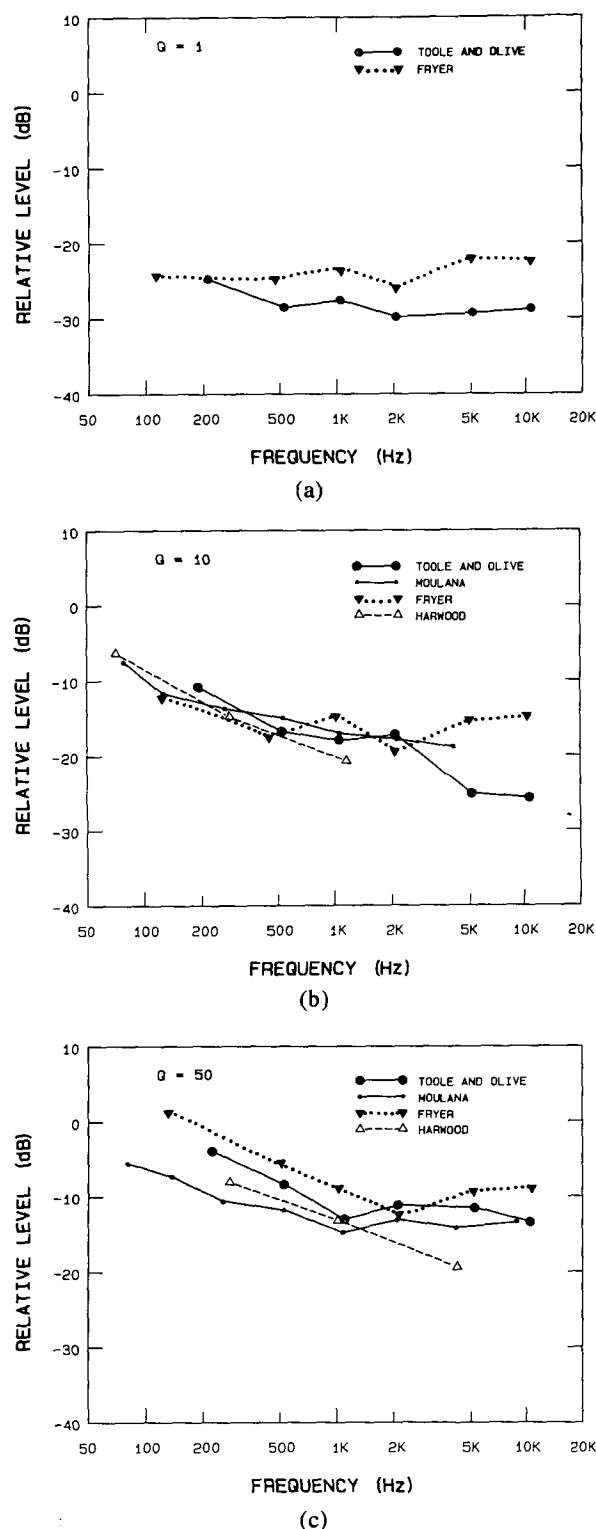 10
0
-10
-20
-30
-40
RELATIVE LEVEL (dB)
Q = 1
TOOLE AND OLIVE
FRYER
50 100 200 500 1K 2K 5K 10K 20K
FREQUENCY (Hz)
(a)
10
0
-10
-20
-30
-40
RELATIVE LEVEL (dB)
Q = 10
TOOLE AND OLIVE
MOULANA
FRYER
HARWOOD
50 100 200 500 1K 2K 5K 10K 20K
FREQUENCY (Hz)
(b)
10
0
-10
-20
-30
-40
RELATIVE LEVEL (dB)
Q = 50
TOOLE AND OLIVE
MOULANA
FRYER
HARWOOD
50 100 200 500 1K 2K 5K 10K 20K
FREQUENCY (Hz)
(c)